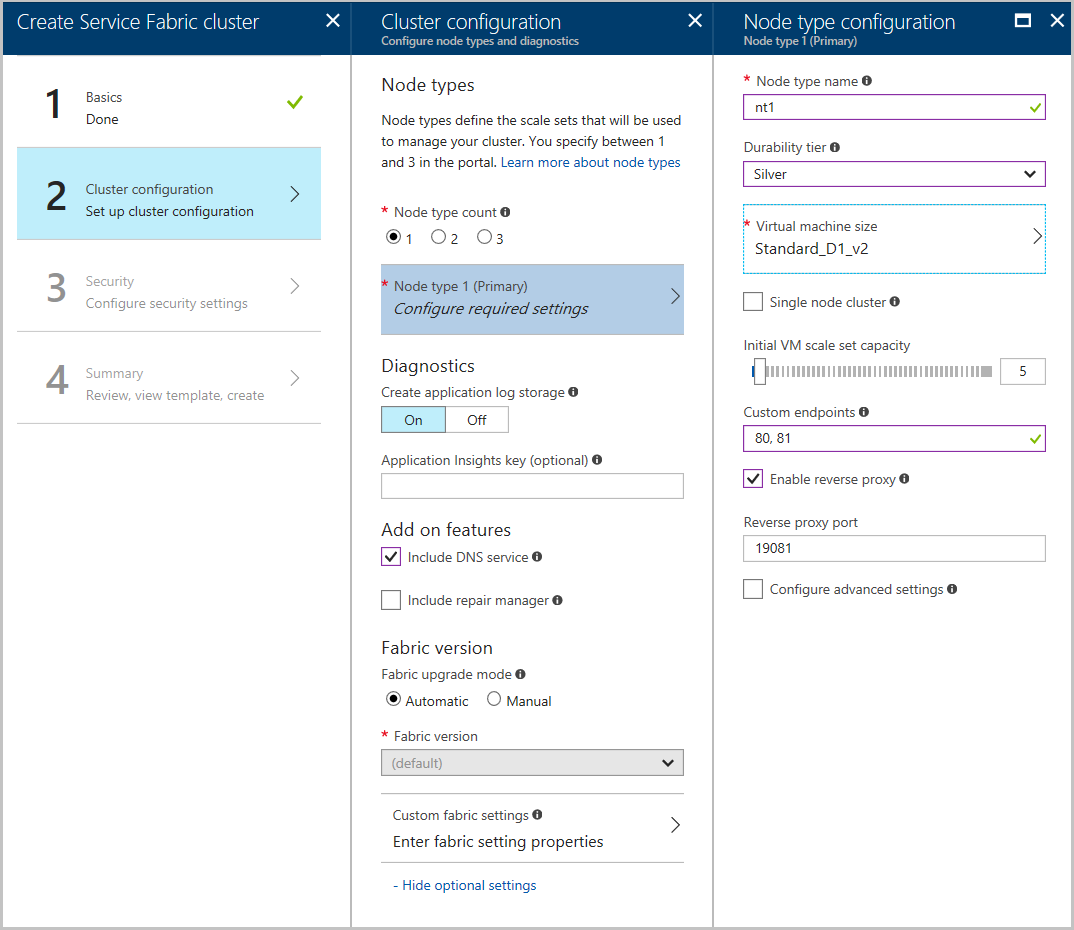 Create Service Fabric cluster
1
Basics
Done
2
Cluster configuration
Set up cluster configuration
3
Security
Configure security settings
4
Summary
Review, view template, create
Cluster configuration
Configure node types and diagnostics
Node types
Node types define the scale sets that will be used
to manage your cluster. You specify between 1
and 3 in the portal. Learn more about node types
* Node type count
1 2 3
* Node type 1 (Primary)
Configure required settings
Diagnostics
Create application log storage
On Off
Application Insights key (optional)
Add on features
Include DNS service
Include repair manager
Fabric version
Fabric upgrade mode
Automatic Manual
* Fabric version
(default)
Custom fabric settings
Enter fabric setting properties
- Hide optional settings
Node type configuration
Node type 1 (Primary)
* Node type name
nt1
Durability tier
Silver
* Virtual machine size
Standard_D1_v2
Single node cluster
Initial VM scale set capacity
5
Custom endpoints
80, 81
Enable reverse proxy
Reverse proxy port
19081
Configure advanced settings